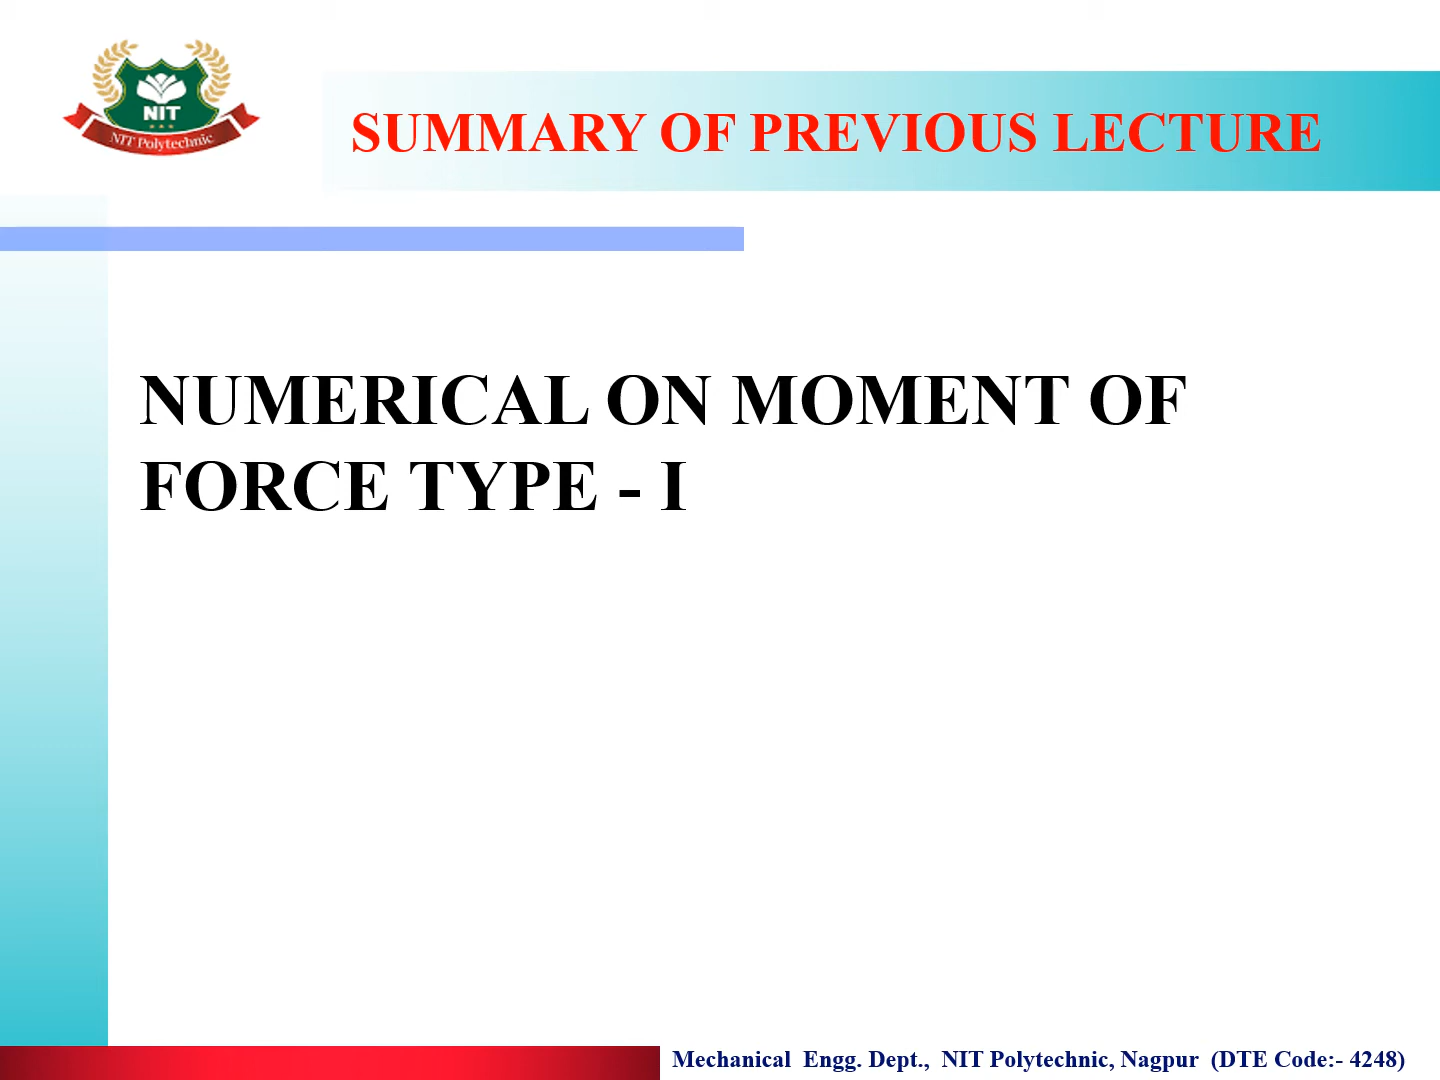 NIT
NIT Polytechnic
SUMMARY OF PREVIOUS LECTURE
NUMERICAL ON MOMENT OF
FORCE TYPE - I
Mechanical Engg. Dept., NIT Polytechnic, Nagpur (DTE Code:- 4248)